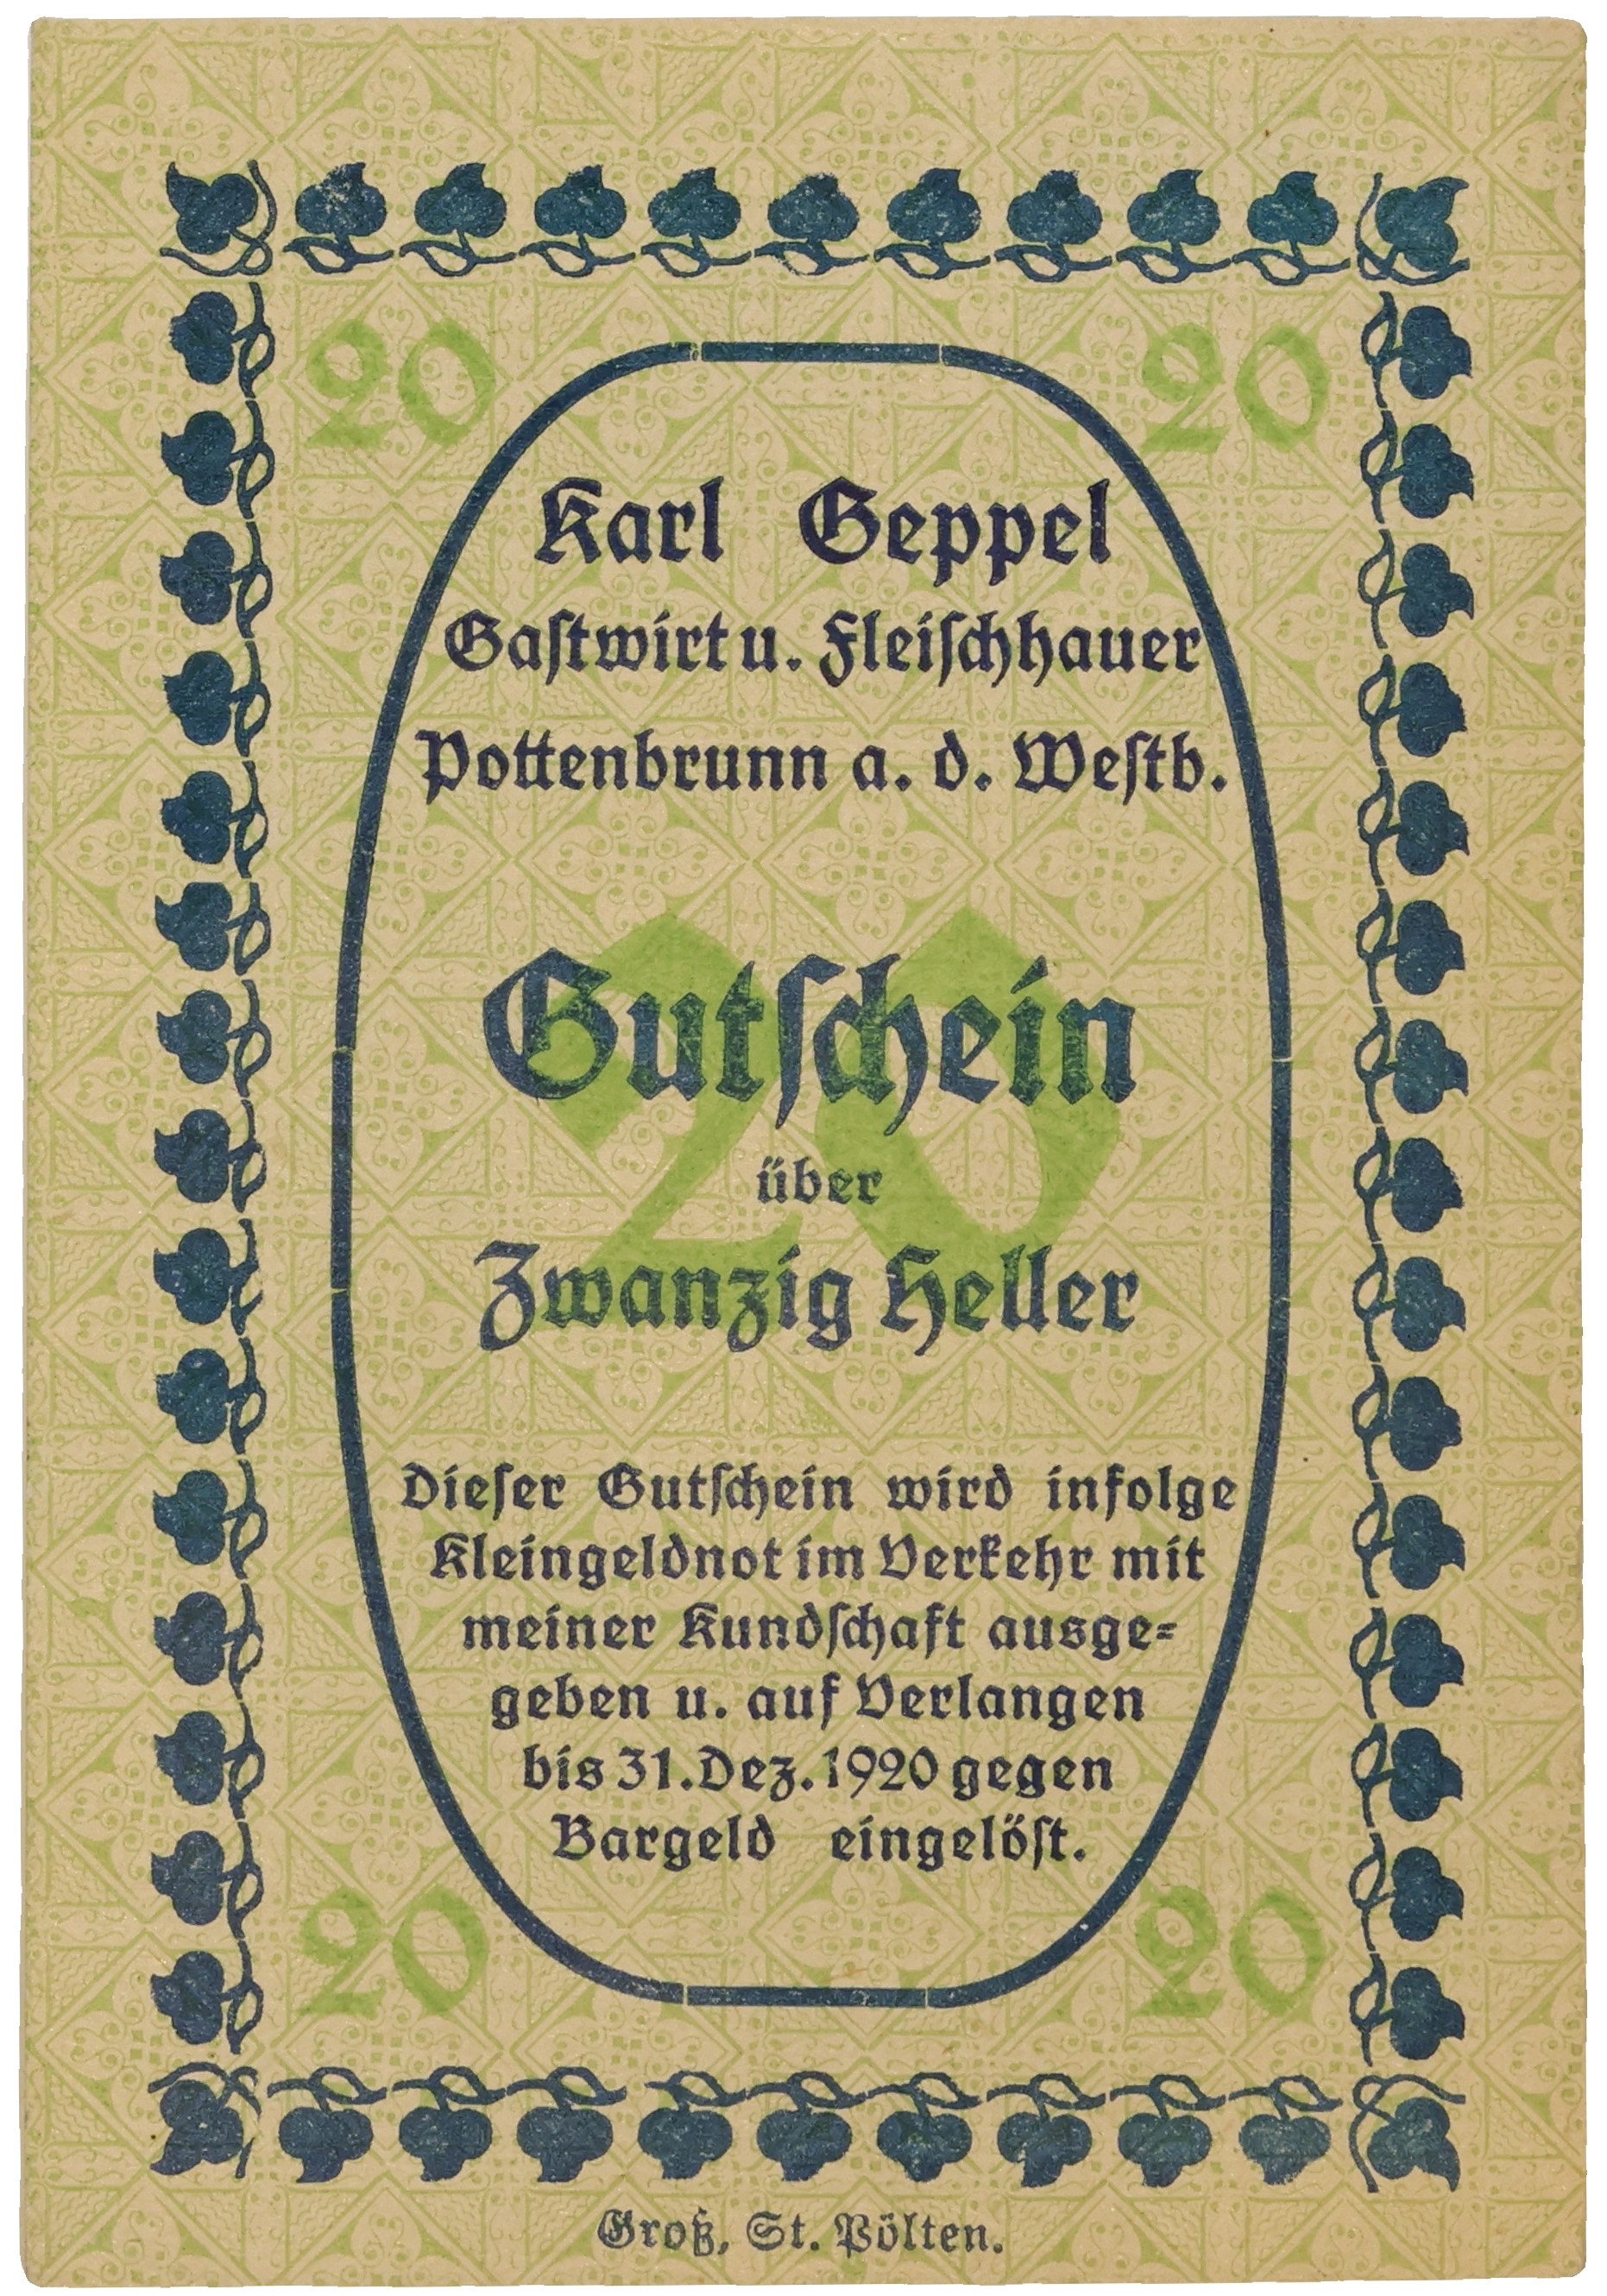 20 20
Karl Geppel
Gastwirt u. Fleischhauer
Pottenbrunn a. d. Westb.
20
Gutschein
über
Zwanzig Heller
Dieser Gutschein wird infolge
Kleingeldnot im Verkehr mit
meiner Kundschaft ausge=
geben u. auf Verlangen
bis 31. Dez. 1920 gegen
Bargeld eingelöst.
20 20
Groß, St. Pölten.